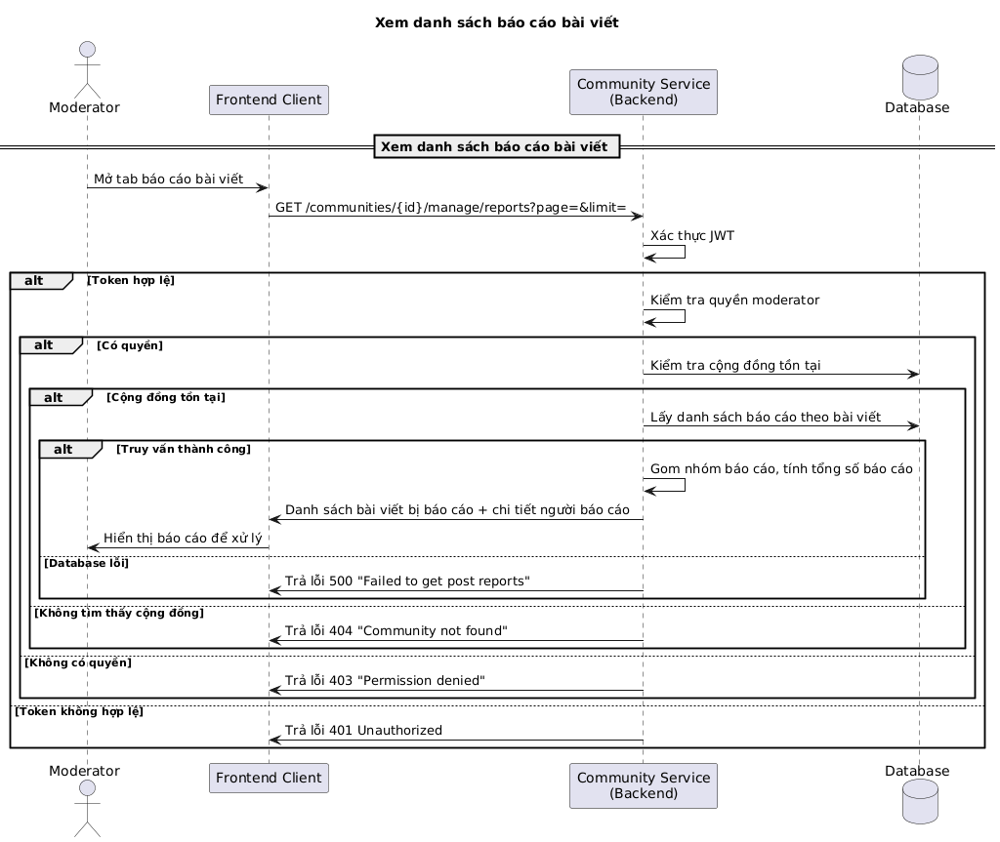 Xem danh sách báo cáo bài viết
Moderator
Frontend Client
Community Service
(Backend)
Database
Xem danh sách báo cáo bài viết
Mở tab báo cáo bài viết
GET /communities/{id}/manage/reports?page=&limit=
Xác thực JWT
alt [Token hợp lệ]
Kiểm tra quyền moderator
alt [Có quyền]
Kiểm tra cộng đồng tồn tại
alt [Cộng đồng tồn tại]
Lấy danh sách báo cáo theo bài viết
alt [Truy vấn thành công]
Gom nhóm báo cáo, tính tổng số báo cáo
Danh sách bài viết bị báo cáo + chi tiết người báo cáo
Hiển thị báo cáo để xử lý
[Database lỗi]
Trả lỗi 500 "Failed to get post reports"
[Không tìm thấy cộng đồng]
Trả lỗi 404 "Community not found"
[Không có quyền]
Trả lỗi 403 "Permission denied"
[Token không hợp lệ]
Trả lỗi 401 Unauthorized
Moderator
Frontend Client
Community Service
(Backend)
Database